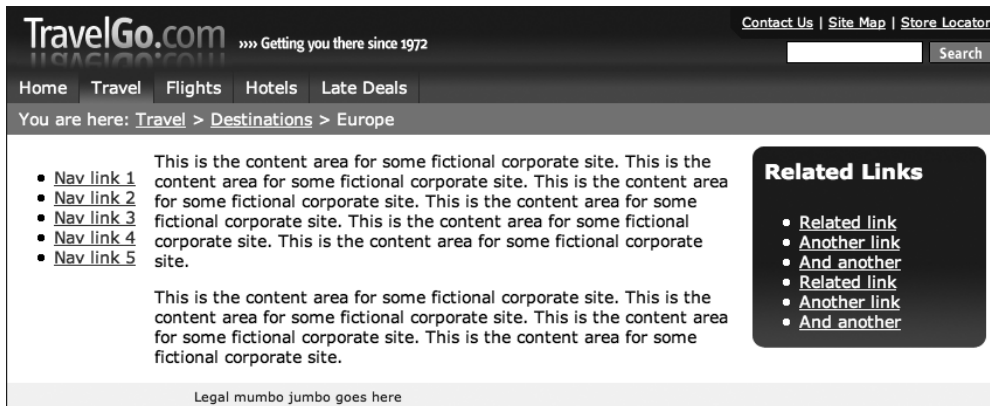 TravelGo.com »»» Getting you there since 1972
Contact Us | Site Map | Store Locator
Search
Home Travel Flights Hotels Late Deals
You are here: Travel > Destinations > Europe
• Nav link 1
• Nav link 2
• Nav link 3
• Nav link 4
• Nav link 5
This is the content area for some fictional corporate site. This is the
content area for some fictional corporate site. This is the content area
for some fictional corporate site. This is the content area for some
fictional corporate site. This is the content area for some fictional
corporate site. This is the content area for some fictional corporate
site.
This is the content area for some fictional corporate site. This is the
content area for some fictional corporate site. This is the content area
for some fictional corporate site. This is the content area for some
fictional corporate site.
Related Links
• Related link
• Another link
• And another
• Related link
• Another link
• And another
Legal mumbo jumbo goes here